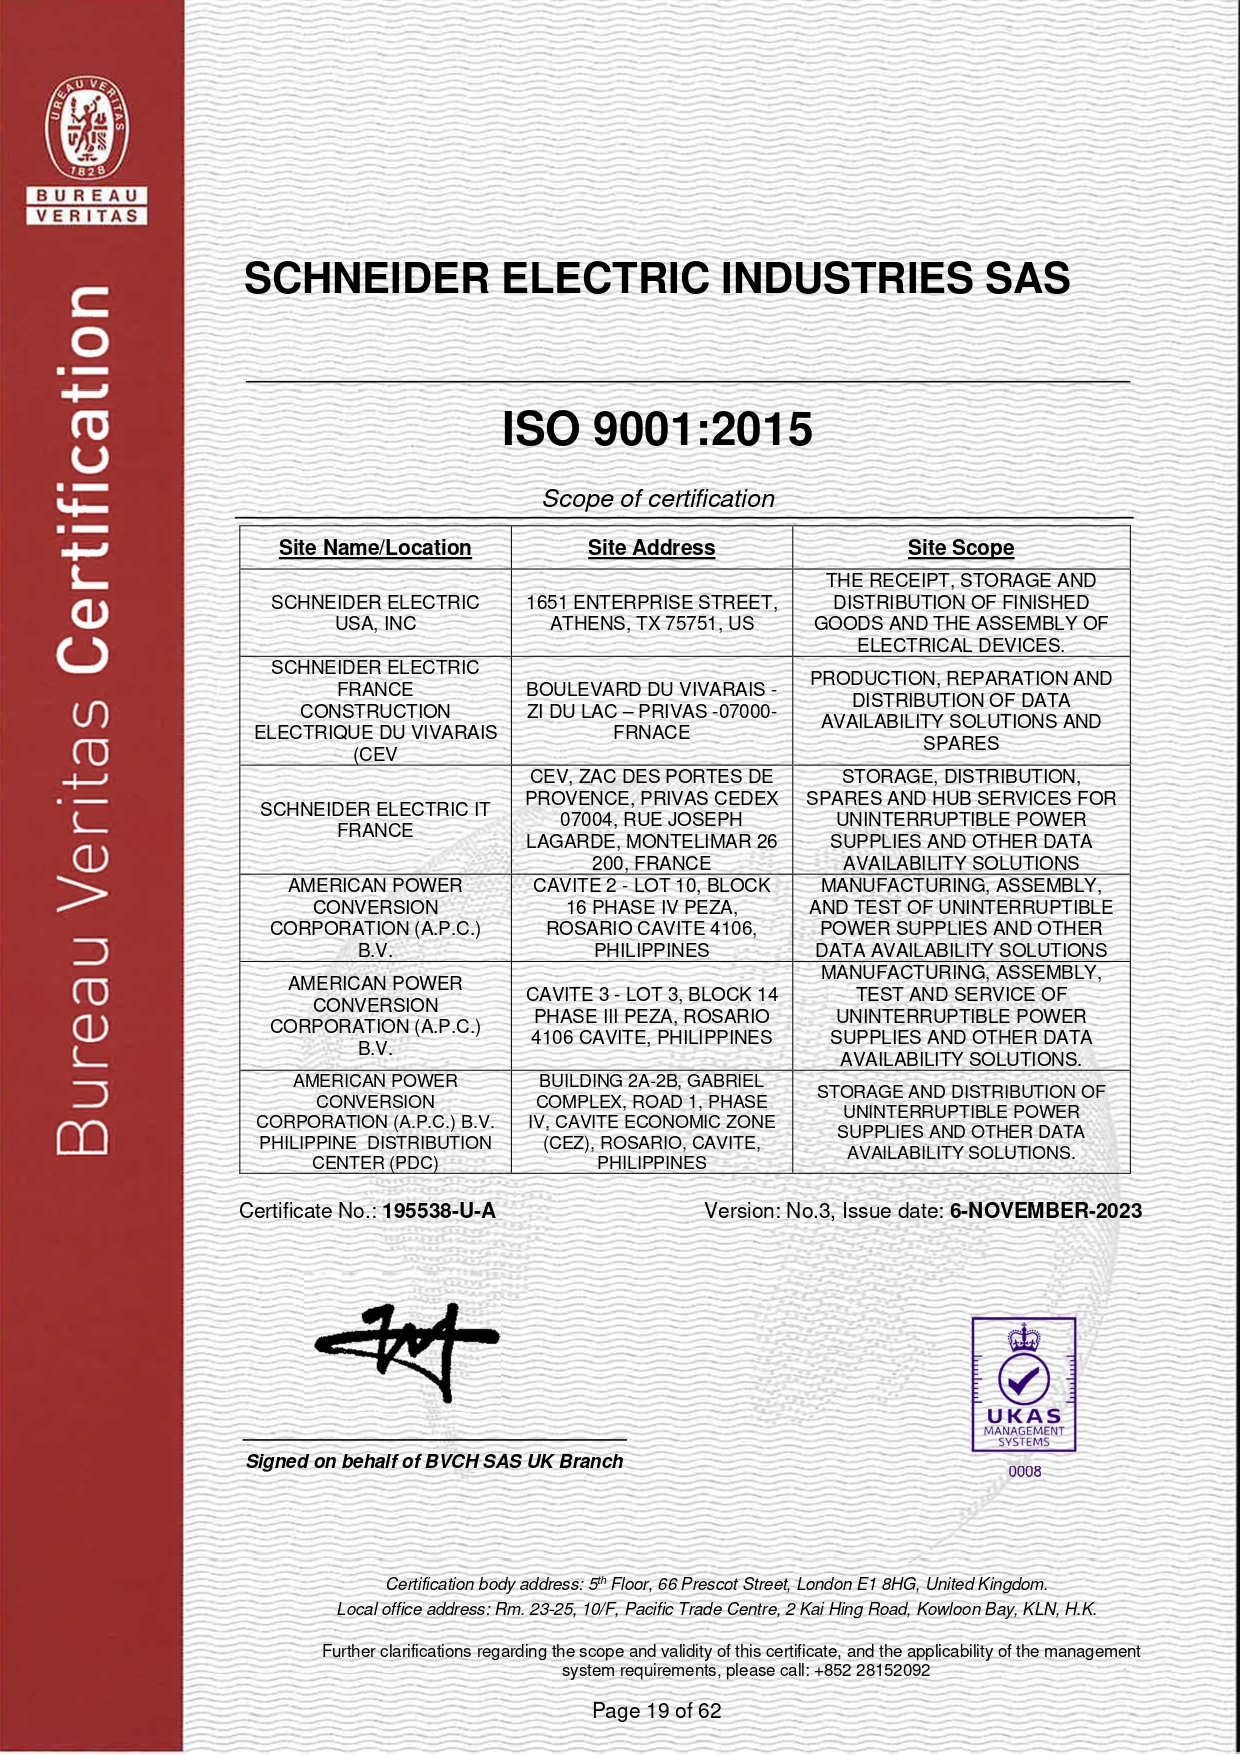 BUREAU VERITAS
1828
BUREAU
VERITAS
Bureau Veritas Certification
SCHNEIDER ELECTRIC INDUSTRIES SAS
ISO 9001:2015
Scope of certification
Site Name/Location
Site Address
Site Scope
SCHNEIDER ELECTRIC
USA, INC
1651 ENTERPRISE STREET,
ATHENS, TX 75751, US
THE RECEIPT, STORAGE AND
DISTRIBUTION OF FINISHED
GOODS AND THE ASSEMBLY OF
ELECTRICAL DEVICES.
SCHNEIDER ELECTRIC
FRANCE
CONSTRUCTION
ELECTRIQUE DU VIVARAIS
(CEV
BOULEVARD DU VIVARAIS -
ZI DU LAC – PRIVAS -07000-
FRNACE
PRODUCTION, REPARATION AND
DISTRIBUTION OF DATA
AVAILABILITY SOLUTIONS AND
SPARES
SCHNEIDER ELECTRIC IT
FRANCE
CEV, ZAC DES PORTES DE
PROVENCE, PRIVAS CEDEX
07004, RUE JOSEPH
LAGARDE, MONTELIMAR 26
200, FRANCE
STORAGE, DISTRIBUTION,
SPARES AND HUB SERVICES FOR
UNINTERRUPTIBLE POWER
SUPPLIES AND OTHER DATA
AVAILABILITY SOLUTIONS
AMERICAN POWER
CONVERSION
CORPORATION (A.P.C.)
B.V.
CAVITE 2 - LOT 10, BLOCK
16 PHASE IV PEZA,
ROSARIO CAVITE 4106,
PHILIPPINES
MANUFACTURING, ASSEMBLY,
AND TEST OF UNINTERRUPTIBLE
POWER SUPPLIES AND OTHER
DATA AVAILABILITY SOLUTIONS
AMERICAN POWER
CONVERSION
CORPORATION (A.P.C.)
B.V.
CAVITE 3 - LOT 3, BLOCK 14
PHASE III PEZA, ROSARIO
4106 CAVITE, PHILIPPINES
MANUFACTURING, ASSEMBLY,
TEST AND SERVICE OF
UNINTERRUPTIBLE POWER
SUPPLIES AND OTHER DATA
AVAILABILITY SOLUTIONS.
AMERICAN POWER
CONVERSION
CORPORATION (A.P.C.) B.V.
PHILIPPINE DISTRIBUTION
CENTER (PDC)
BUILDING 2A-2B, GABRIEL
COMPLEX, ROAD 1, PHASE
IV, CAVITE ECONOMIC ZONE
(CEZ), ROSARIO, CAVITE,
PHILIPPINES
STORAGE AND DISTRIBUTION OF
UNINTERRUPTIBLE POWER
SUPPLIES AND OTHER DATA
AVAILABILITY SOLUTIONS.
Certificate No.: 195538-U-A
Version: No.3, Issue date: 6-NOVEMBER-2023
Signed on behalf of BVCH SAS UK Branch
UKAS
MANAGEMENT
SYSTEMS
0008
Certification body address: 5th Floor, 66 Prescot Street, London E1 8HG, United Kingdom.
Local office address: Rm. 23-25, 10/F, Pacific Trade Centre, 2 Kai Hing Road, Kowloon Bay, KLN, H.K.
Further clarifications regarding the scope and validity of this certificate, and the applicability of the management
system requirements, please call: +852 28152092
Page 19 of 62